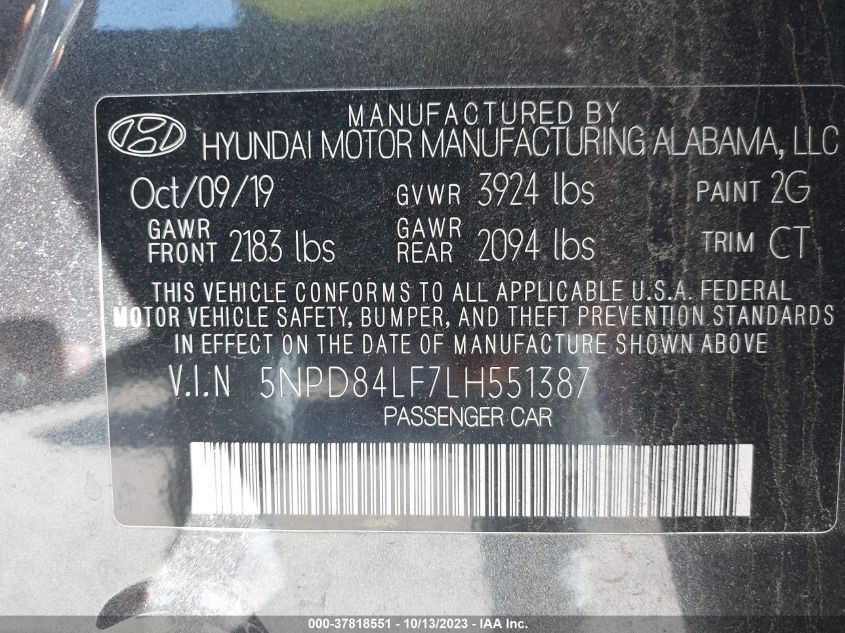 MANUFACTURED BY
HYUNDAI MOTOR MANUFACTURING ALABAMA, LLC
Oct/09/19 GVWR 3924 lbs PAINT 2G
GAWR FRONT 2183 lbs GAWR REAR 2094 lbs TRIM CT
THIS VEHICLE CONFORMS TO ALL APPLICABLE U.S.A. FEDERAL
MOTOR VEHICLE SAFETY, BUMPER, AND THEFT PREVENTION STANDARDS
IN EFFECT ON THE DATE OF MANUFACTURE SHOWN ABOVE
V.I.N 5NPD84LF7LH551387
PASSENGER CAR
000-37818551 - 10/13/2023 - IAA Inc.